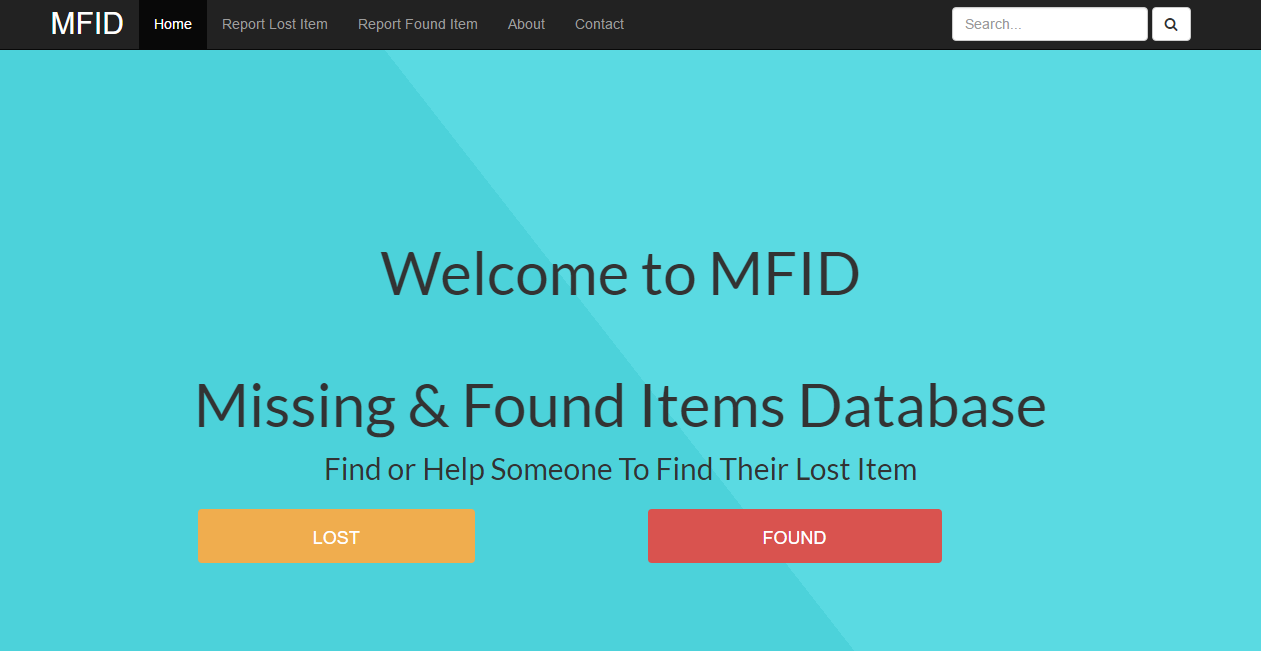 MFID Home Report Lost Item Report Found Item About Contact Search...
Welcome to MFID
Missing & Found Items Database
Find or Help Someone To Find Their Lost Item
LOST FOUND